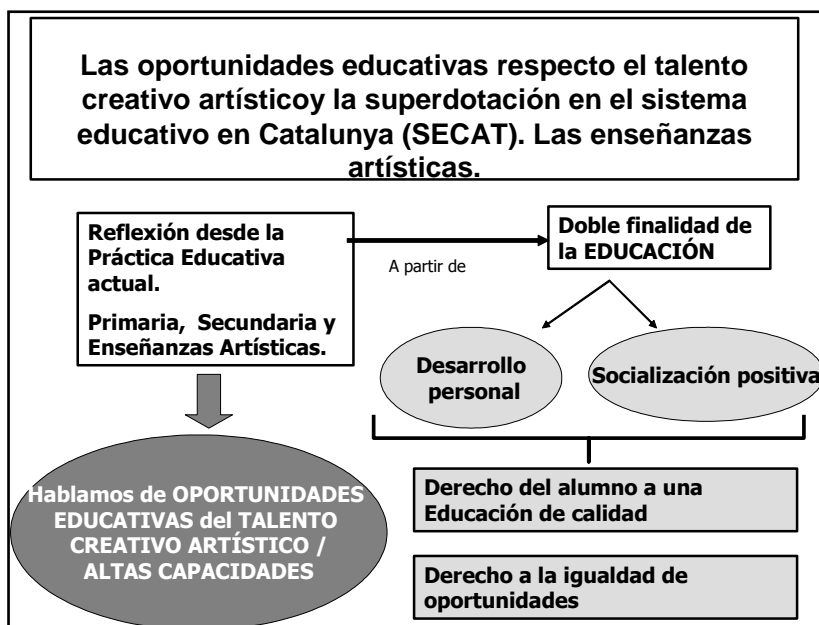 Las oportunidades educativas respecto el talento
creativo artísticoy la superdotación en el sistema
educativo en Catalunya (SECAT). Las enseñanzas
artísticas.
Reflexión desde la
Práctica Educativa
actual.
Primaria, Secundaria y
Enseñanzas Artísticas.
A partir de
Doble finalidad de
la EDUCACIÓN
Desarrollo
personal
Socialización positiva
Hablamos de OPORTUNIDADES
EDUCATIVAS del TALENTO
CREATIVO ARTÍSTICO /
ALTAS CAPACIDADES
Derecho del alumno a una
Educación de calidad
Derecho a la igualdad de
oportunidades